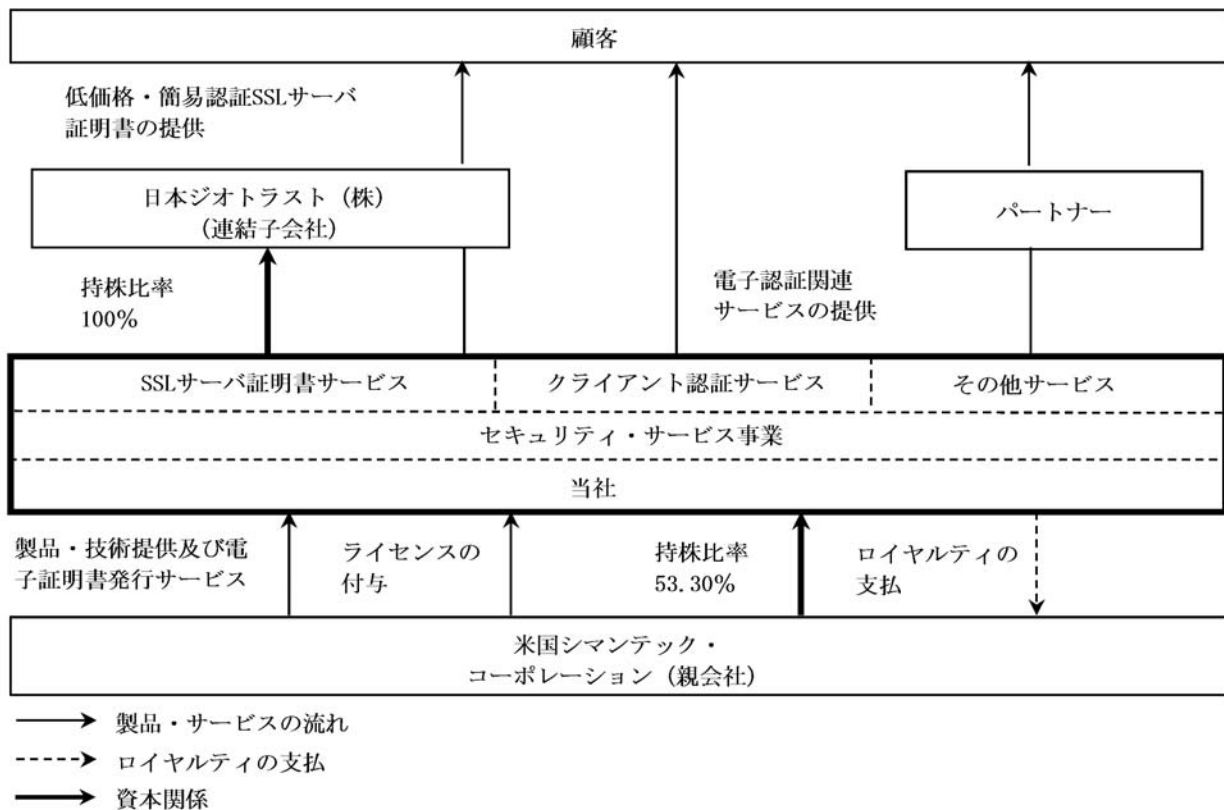 顧客
低価格・簡易認証SSLサーバ
証明書の提供
日本ジオトラスト（株）
（連結子会社）
パートナー
持株比率
100％
電子認証関連
サービスの提供
SSLサーバ証明書サービス
クライアント認証サービス
その他サービス
セキュリティ・サービス事業
当社
製品・技術提供及び電
子証明書発行サービス
ライセンスの
付与
持株比率
53.30％
ロイヤルティの
支払
米国シマンテック・
コーポレーション（親会社）
製品・サービスの流れ
ロイヤルティの支払
資本関係